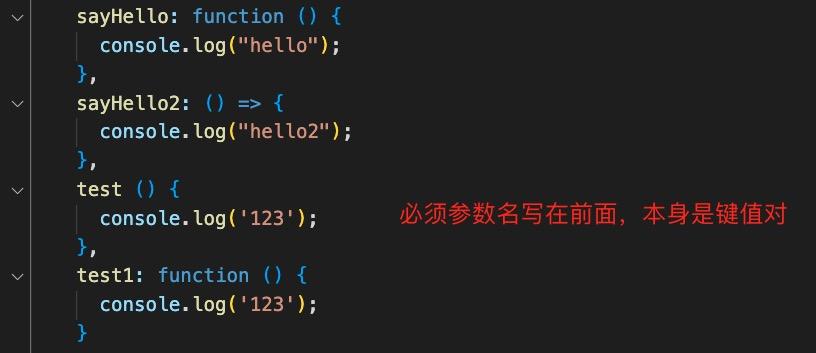 sayHello: function () {
console.log("hello");
},
sayHello2: () => {
console.log("hello2");
},
test () {
console.log('123');
必须参数名写在前面，本身是键值对
},
test1: function () {
console.log('123');
}